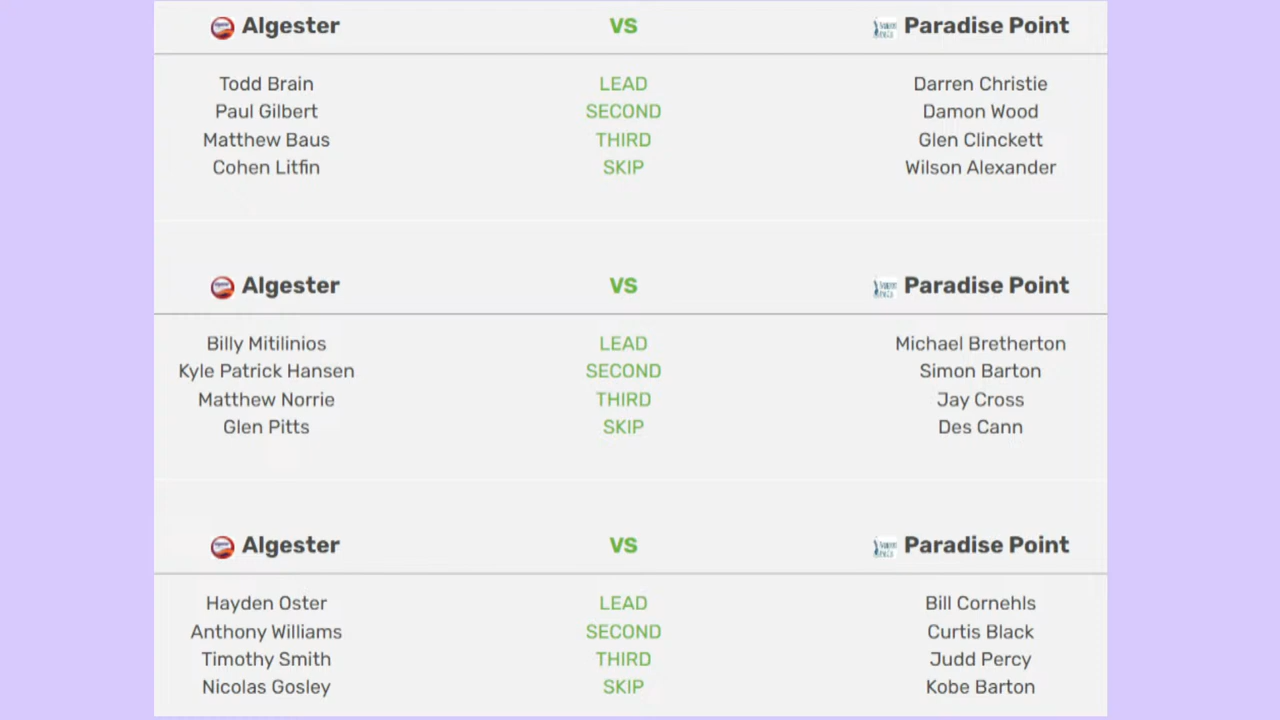 Algester VS Paradise Point
Todd Brain LEAD Darren Christie
Paul Gilbert SECOND Damon Wood
Matthew Baus THIRD Glen Clinckett
Cohen Litfin SKIP Wilson Alexander
Algester VS Paradise Point
Billy Mitilinios LEAD Michael Bretherton
Kyle Patrick Hansen SECOND Simon Barton
Matthew Norrie THIRD Jay Cross
Glen Pitts SKIP Des Cann
Algester VS Paradise Point
Hayden Oster LEAD Bill Cornehls
Anthony Williams SECOND Curtis Black
Timothy Smith THIRD Judd Percy
Nicolas Gosley SKIP Kobe Barton